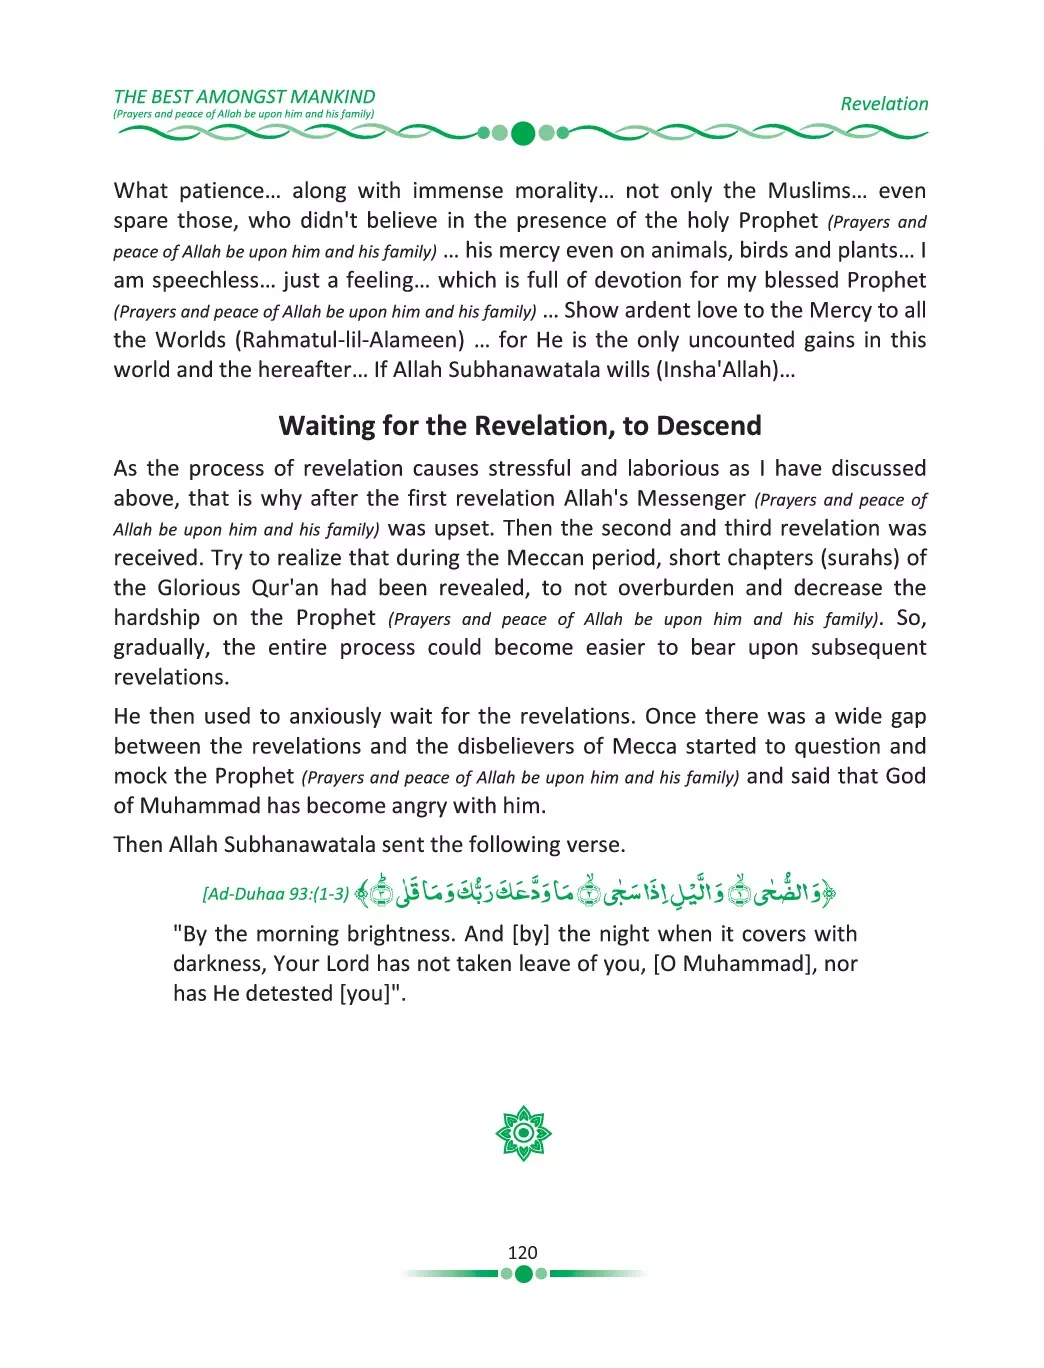 THE BEST AMONGST MANKIND
(Prayers and peace of Allah be upon him and his family)
Revelation
What patience... along with immense morality... not only the Muslims... even
spare those, who didn't believe in the presence of the holy Prophet (Prayers and
peace of Allah be upon him and his family) ... his mercy even on animals, birds and plants... I
am speechless... just a feeling... which is full of devotion for my blessed Prophet
(Prayers and peace of Allah be upon him and his family) ... Show ardent love to the Mercy to all
the Worlds (Rahmatul-lil-Alameen) ... for He is the only uncounted gains in this
world and the hereafter... If Allah Subhanawatala wills (Insha'Allah)...
Waiting for the Revelation, to Descend
As the process of revelation causes stressful and laborious as I have discussed
above, that is why after the first revelation Allah's Messenger (Prayers and peace of
Allah be upon him and his family) was upset. Then the second and third revelation was
received. Try to realize that during the Meccan period, short chapters (surahs) of
the Glorious Qur'an had been revealed, to not overburden and decrease the
hardship on the Prophet (Prayers and peace of Allah be upon him and his family). So,
gradually, the entire process could become easier to bear upon subsequent
revelations.
He then used to anxiously wait for the revelations. Once there was a wide gap
between the revelations and the disbelievers of Mecca started to question and
mock the Prophet (Prayers and peace of Allah be upon him and his family) and said that God
of Muhammad has become angry with him.
Then Allah Subhanawatala sent the following verse.
﴿وَالضُّحٰىۙ ۝۱ وَالَّيْلِ اِذَا سَجٰىۙ ۝۲ مَا وَدَّعَكَ رَبُّكَ وَمَا قَلٰىؕ ۝۳﴾ [Ad-Duhaa 93:(1-3)
"By the morning brightness. And [by] the night when it covers with
darkness, Your Lord has not taken leave of you, [O Muhammad], nor
has He detested [you]".
120